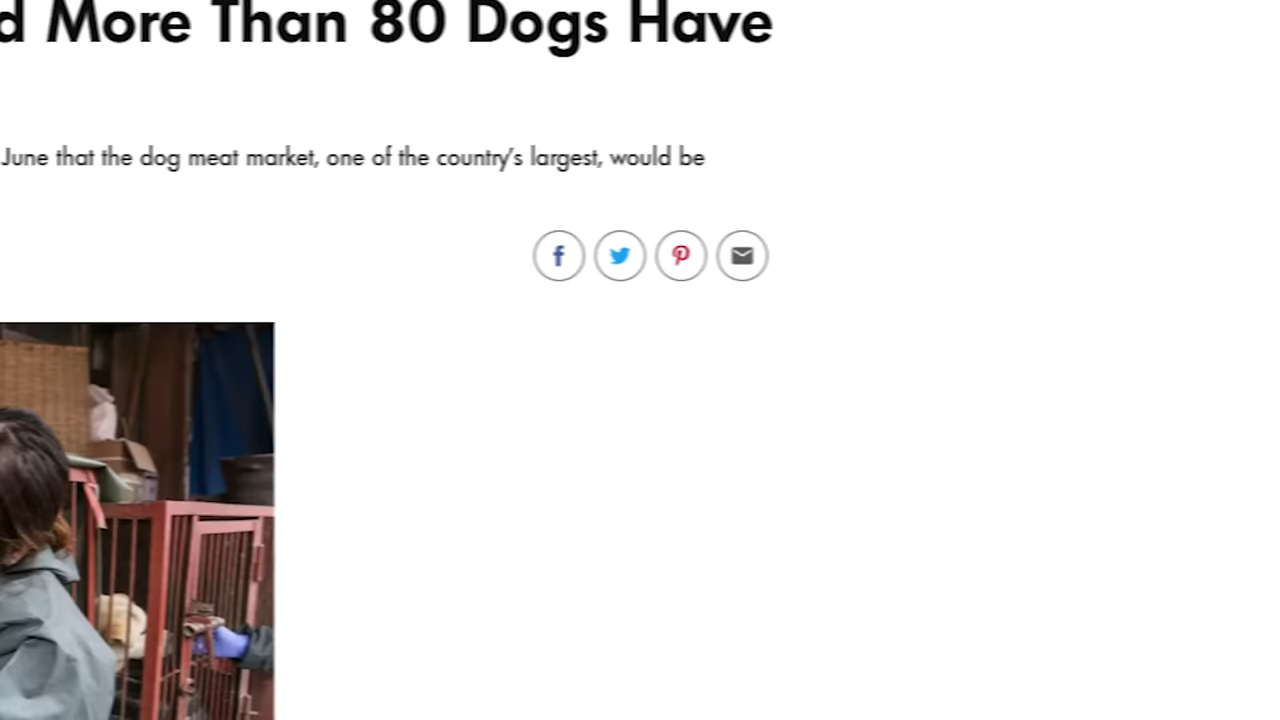 d More Than 80 Dogs Have
June that the dog meat market, one of the country's largest, would be